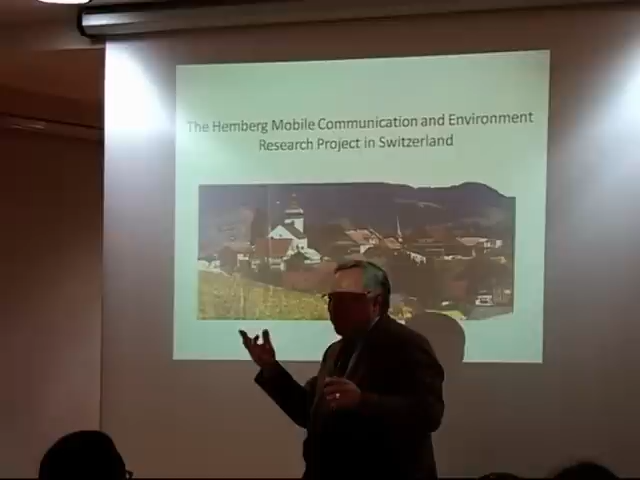 The Hemberg Mobile Communication and Environment
Research Project in Switzerland